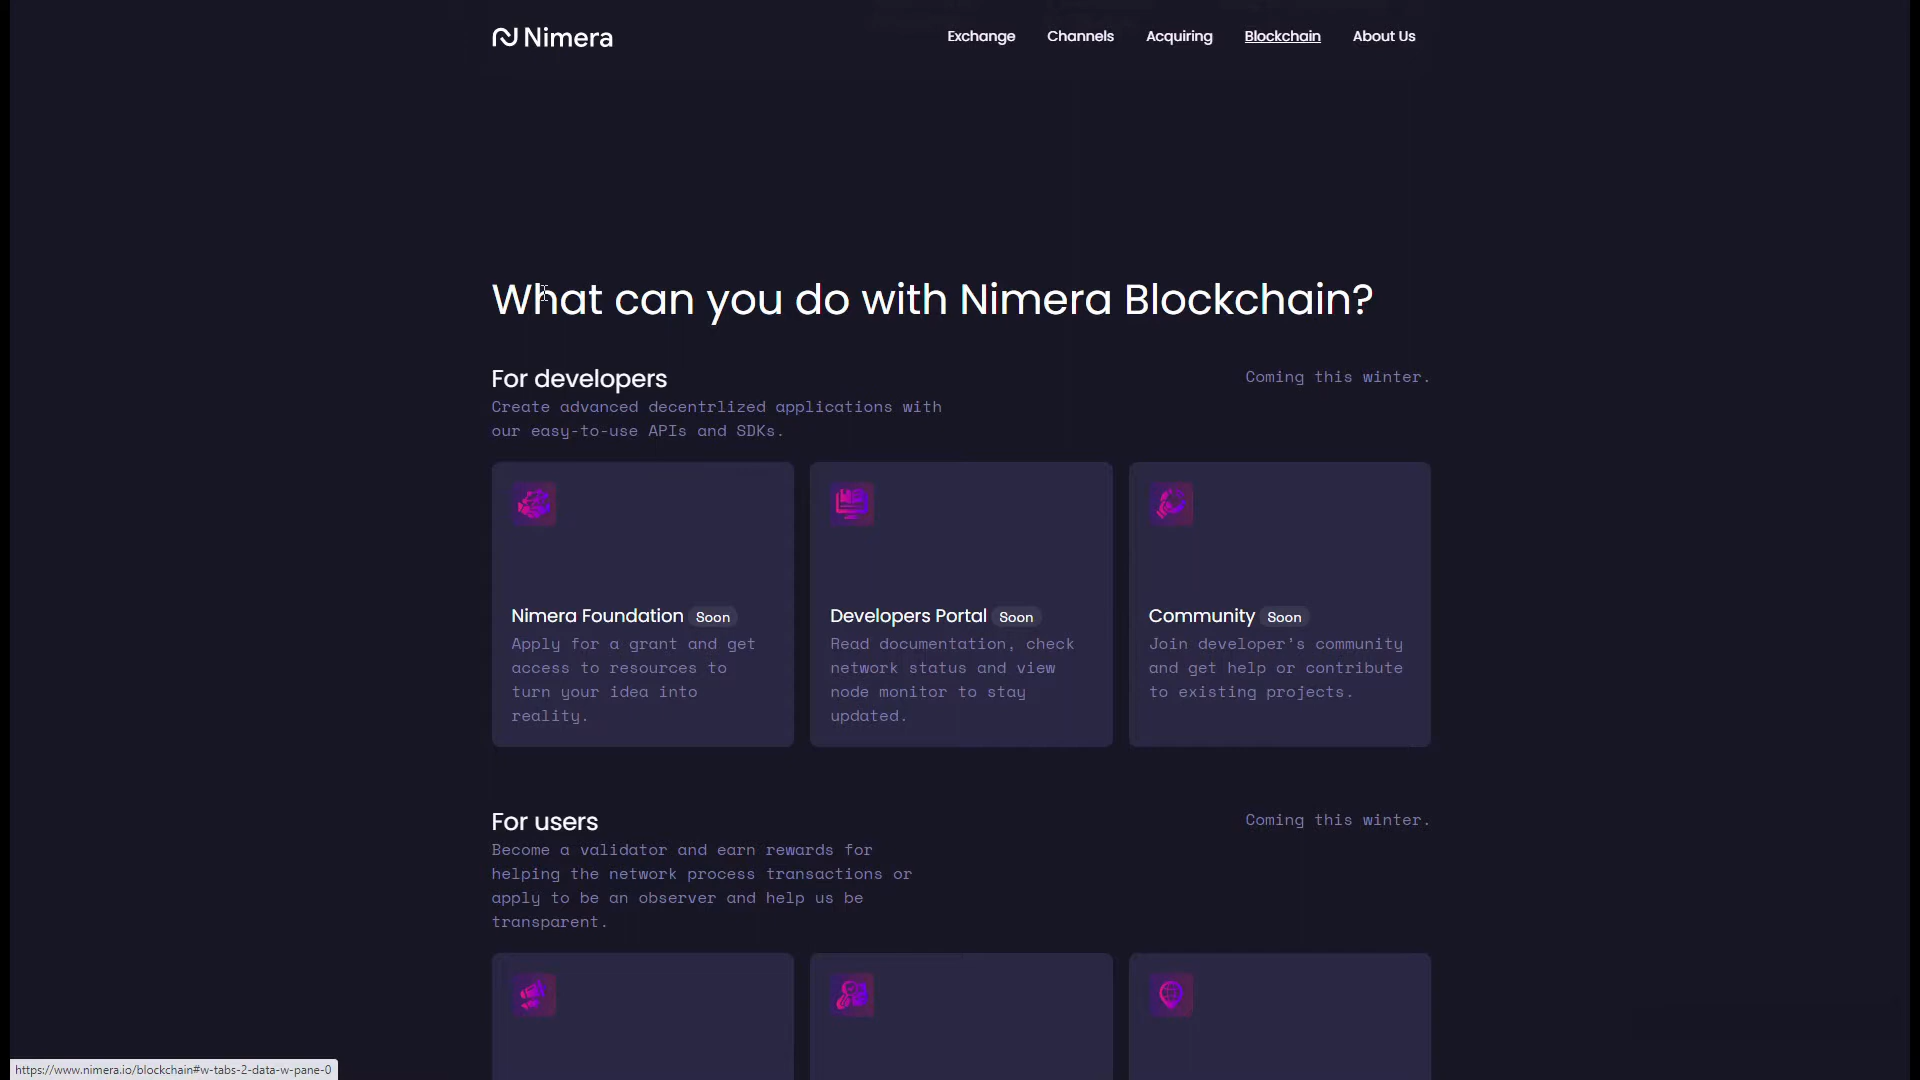 Nimera
Exchange Channels Acquiring Blockchain About Us
What can you do with Nimera Blockchain?
For developers
Coming this winter.
Create advanced decentrlized applications with
our easy-to-use APIs and SDKs.
Nimera Foundation Soon
Apply for a grant and get
access to resources to
turn your idea into
reality.
Developers Portal Soon
Read documentation, check
network status and view
node monitor to stay
updated.
Community Soon
Join developer's community
and get help or contribute
to existing projects.
For users
Coming this winter.
Become a validator and earn rewards for
helping the network process transactions or
apply to be an observer and help us be
transparent.
https://www.nimera.io/blockchain#w-tabs-2-data-w-pane-0